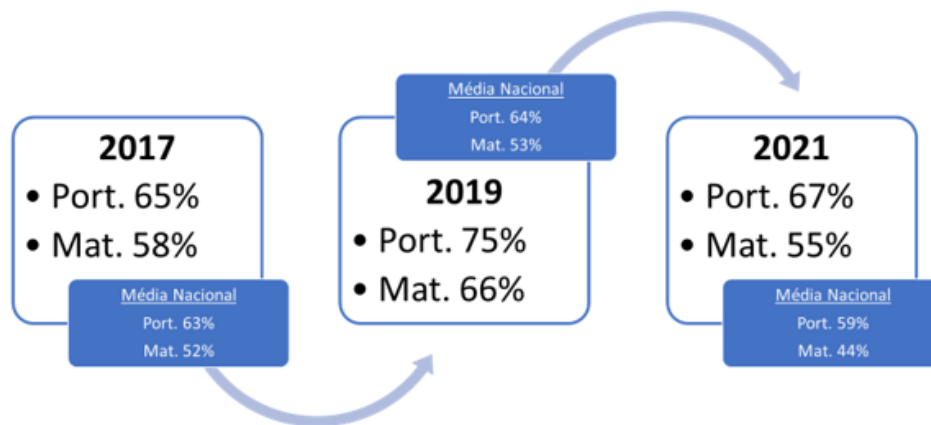 2017
• Port. 65%
• Mat. 58%
Média Nacional
Port. 63%
Mat. 52%
Média Nacional
Port. 64%
Mat. 53%
2019
• Port. 75%
• Mat. 66%
2021
• Port. 67%
• Mat. 55%
Média Nacional
Port. 59%
Mat. 44%